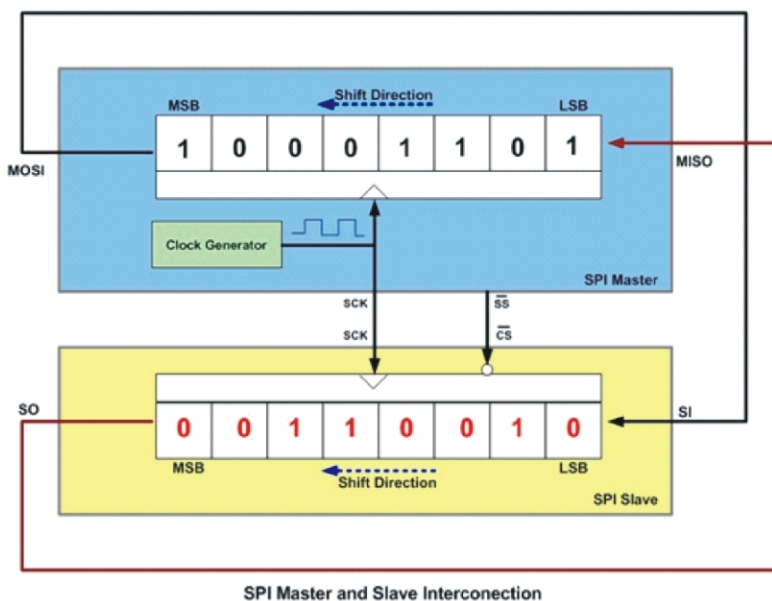 Shift Direction
MSB LSB
1 0 0 0 1 1 0 1
MOSI MISO
Clock Generator
SPI Master
SCK SS
SCK CS
SO SI
0 0 1 1 0 0 1 0
MSB LSB
Shift Direction
SPI Slave
SPI Master and Slave Interconection